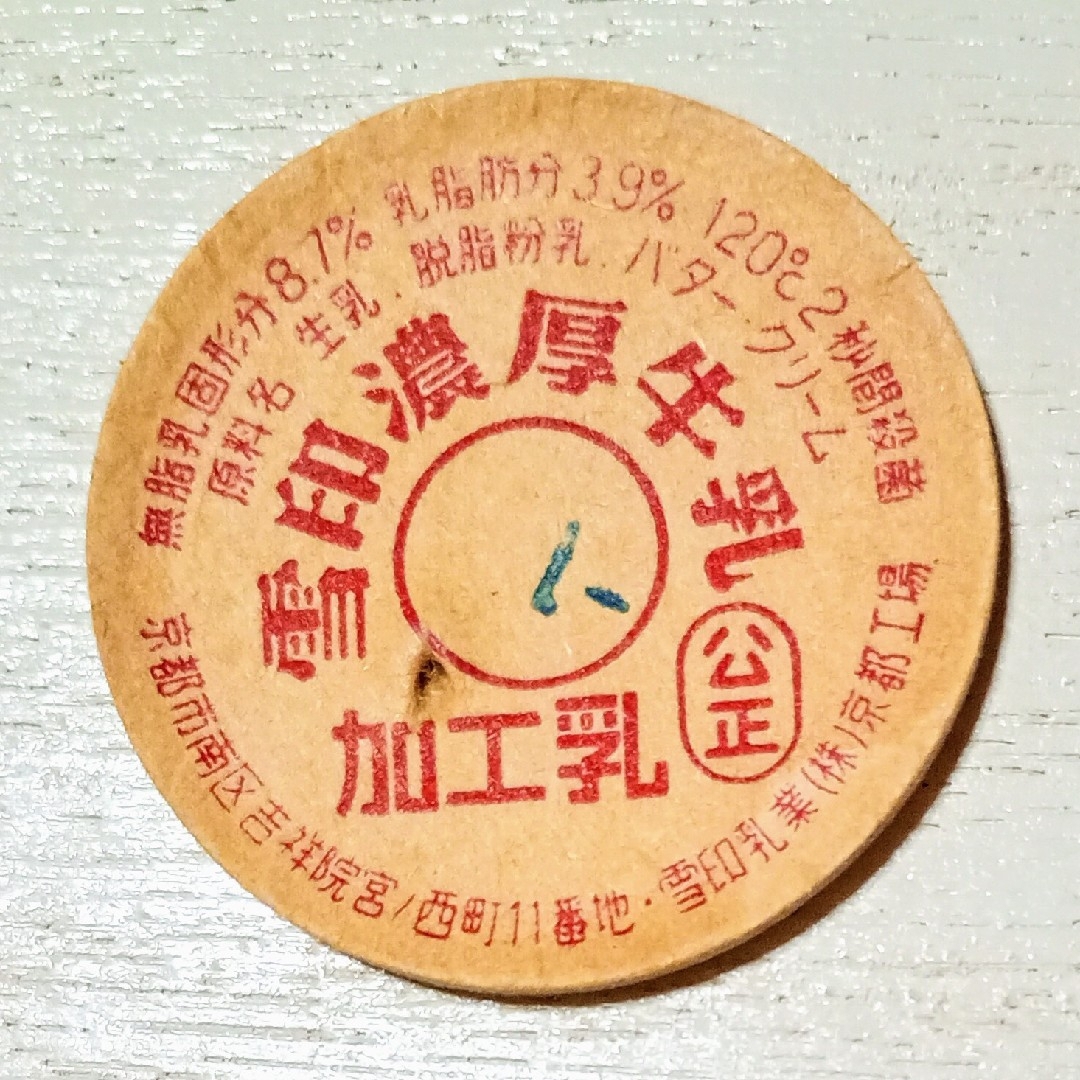 無脂乳固形分8.7% 乳脂肪分3.9% 120℃2秒間殺菌
原料名 生乳.脱脂粉乳.バター.クリーム
雪印濃厚牛乳
公正
加工乳
京都市南区吉祥院宮ノ西町11番地・雪印乳業(株)京都工場